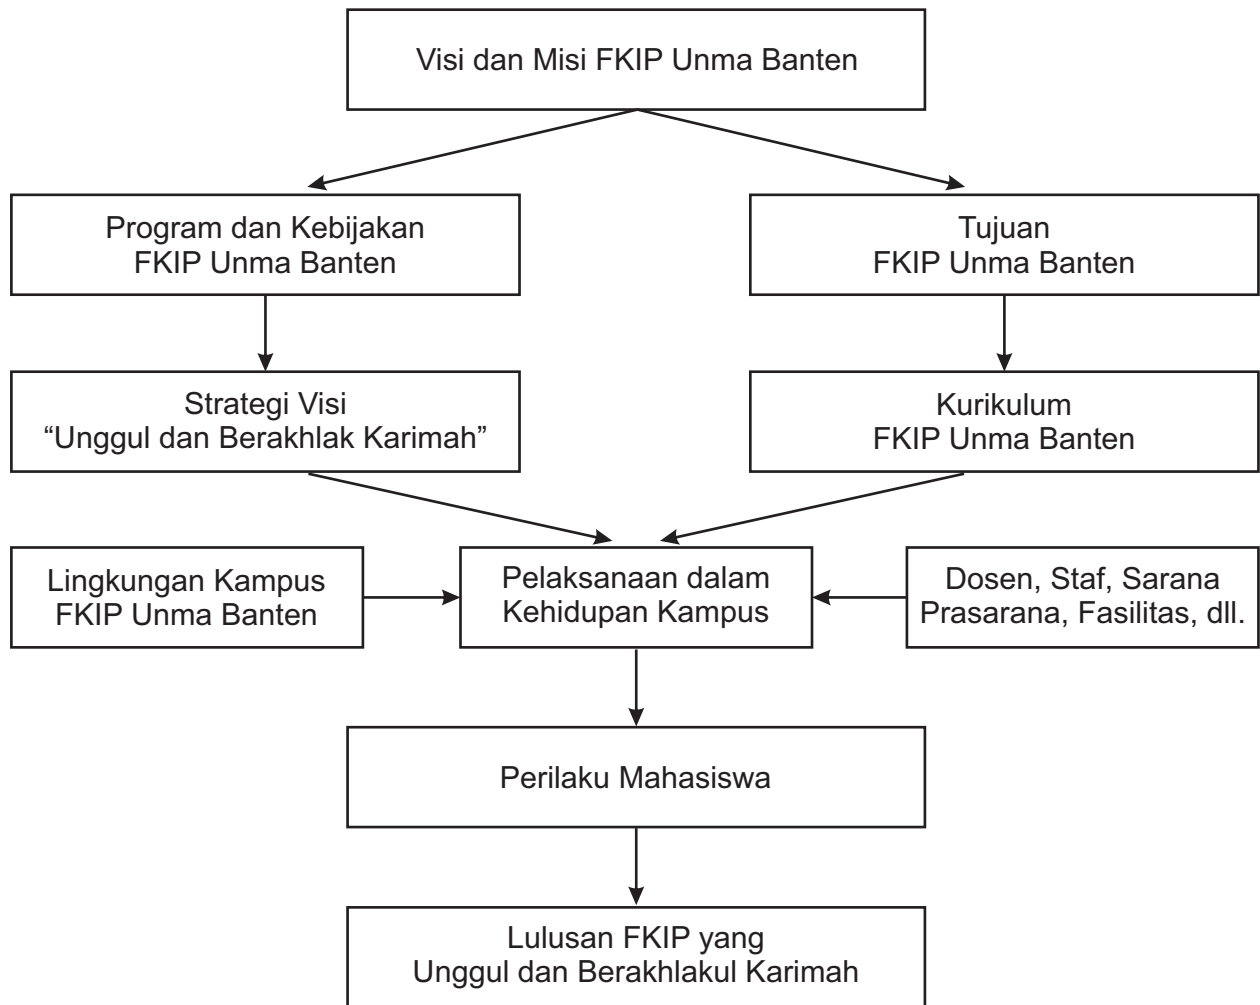 Visi dan Misi FKIP Unma Banten
Program dan Kebijakan
FKIP Unma Banten
Tujuan
FKIP Unma Banten
Strategi Visi
“Unggul dan Berakhlak Karimah”
Kurikulum
FKIP Unma Banten
Lingkungan Kampus
FKIP Unma Banten
Pelaksanaan dalam
Kehidupan Kampus
Dosen, Staf, Sarana
Prasarana, Fasilitas, dll.
Perilaku Mahasiswa
Lulusan FKIP yang
Unggul dan Berakhlakul Karimah